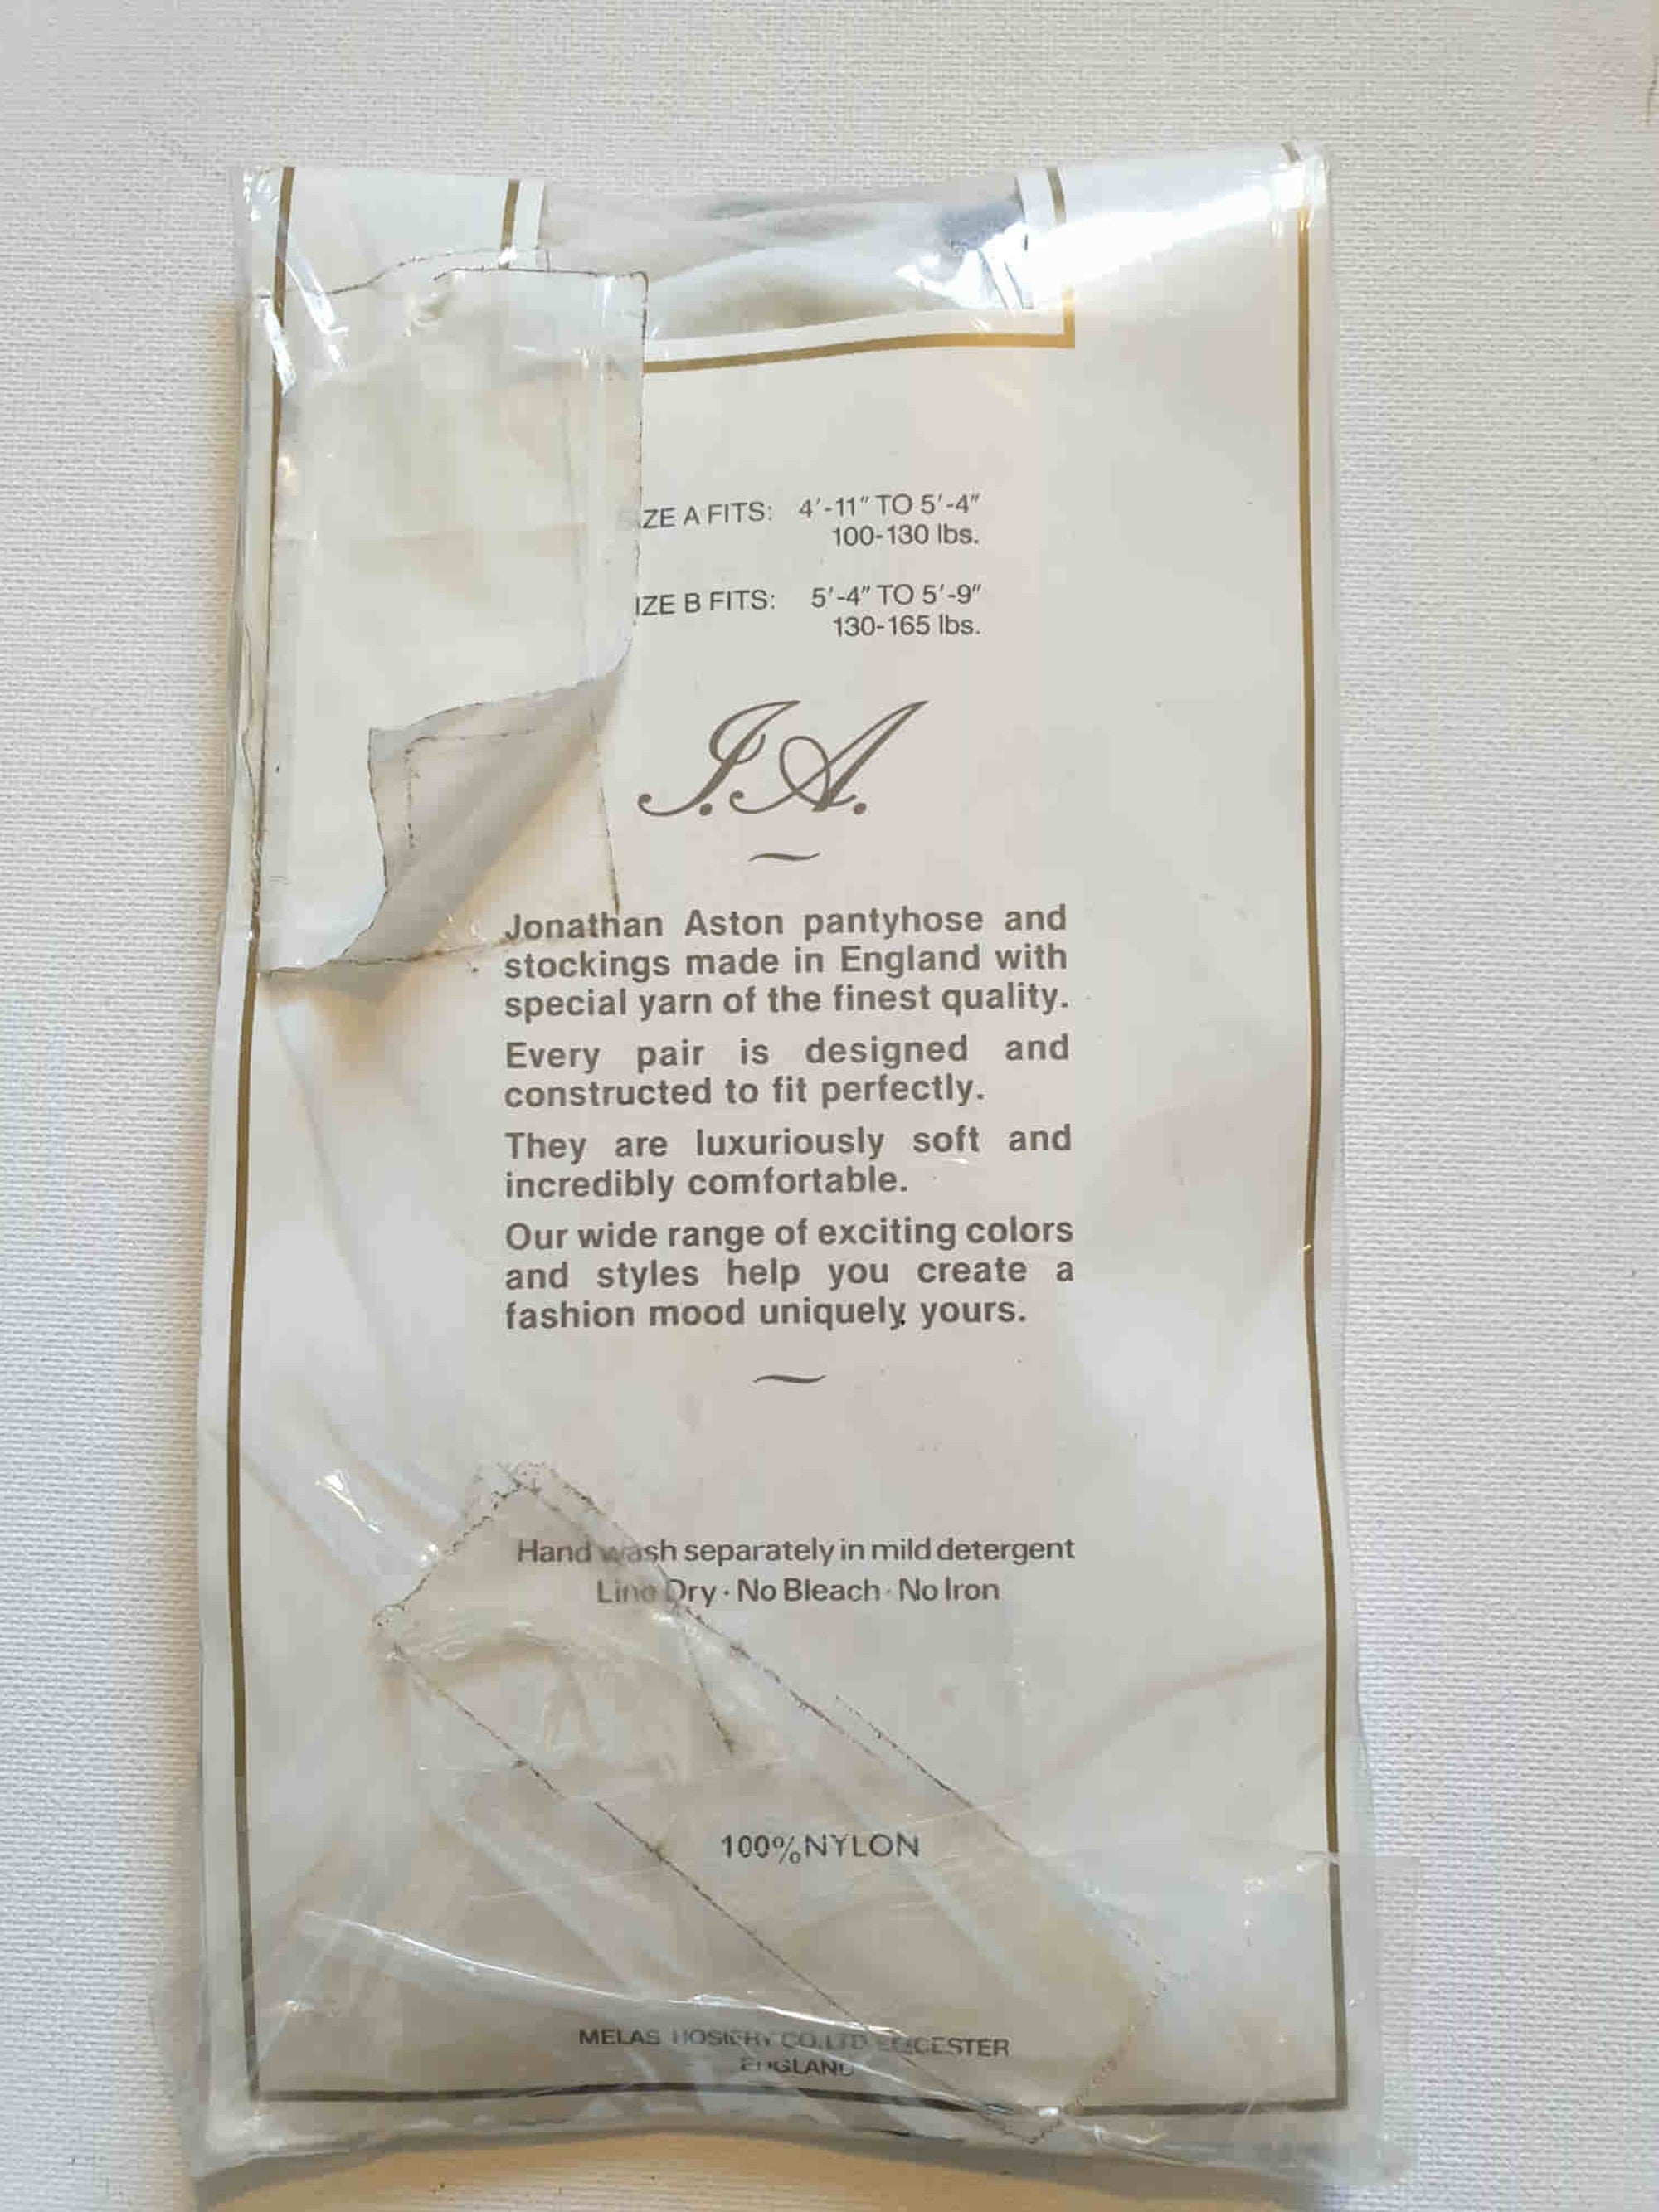 ZE A FITS: 4'-11" TO 5'-4"
100-130 lbs.
IZE B FITS: 5'-4" TO 5'-9"
130-165 lbs.
J.A.
Jonathan Aston pantyhose and
stockings made in England with
special yarn of the finest quality.
Every pair is designed and
constructed to fit perfectly.
They are luxuriously soft and
incredibly comfortable.
Our wide range of exciting colors
and styles help you create a
fashion mood uniquely yours.
Hand wash separately in mild detergent
Line Dry · No Bleach · No Iron
100% NYLON
MELAS HOSIERY CO. LTD LEICESTER
ENGLAND